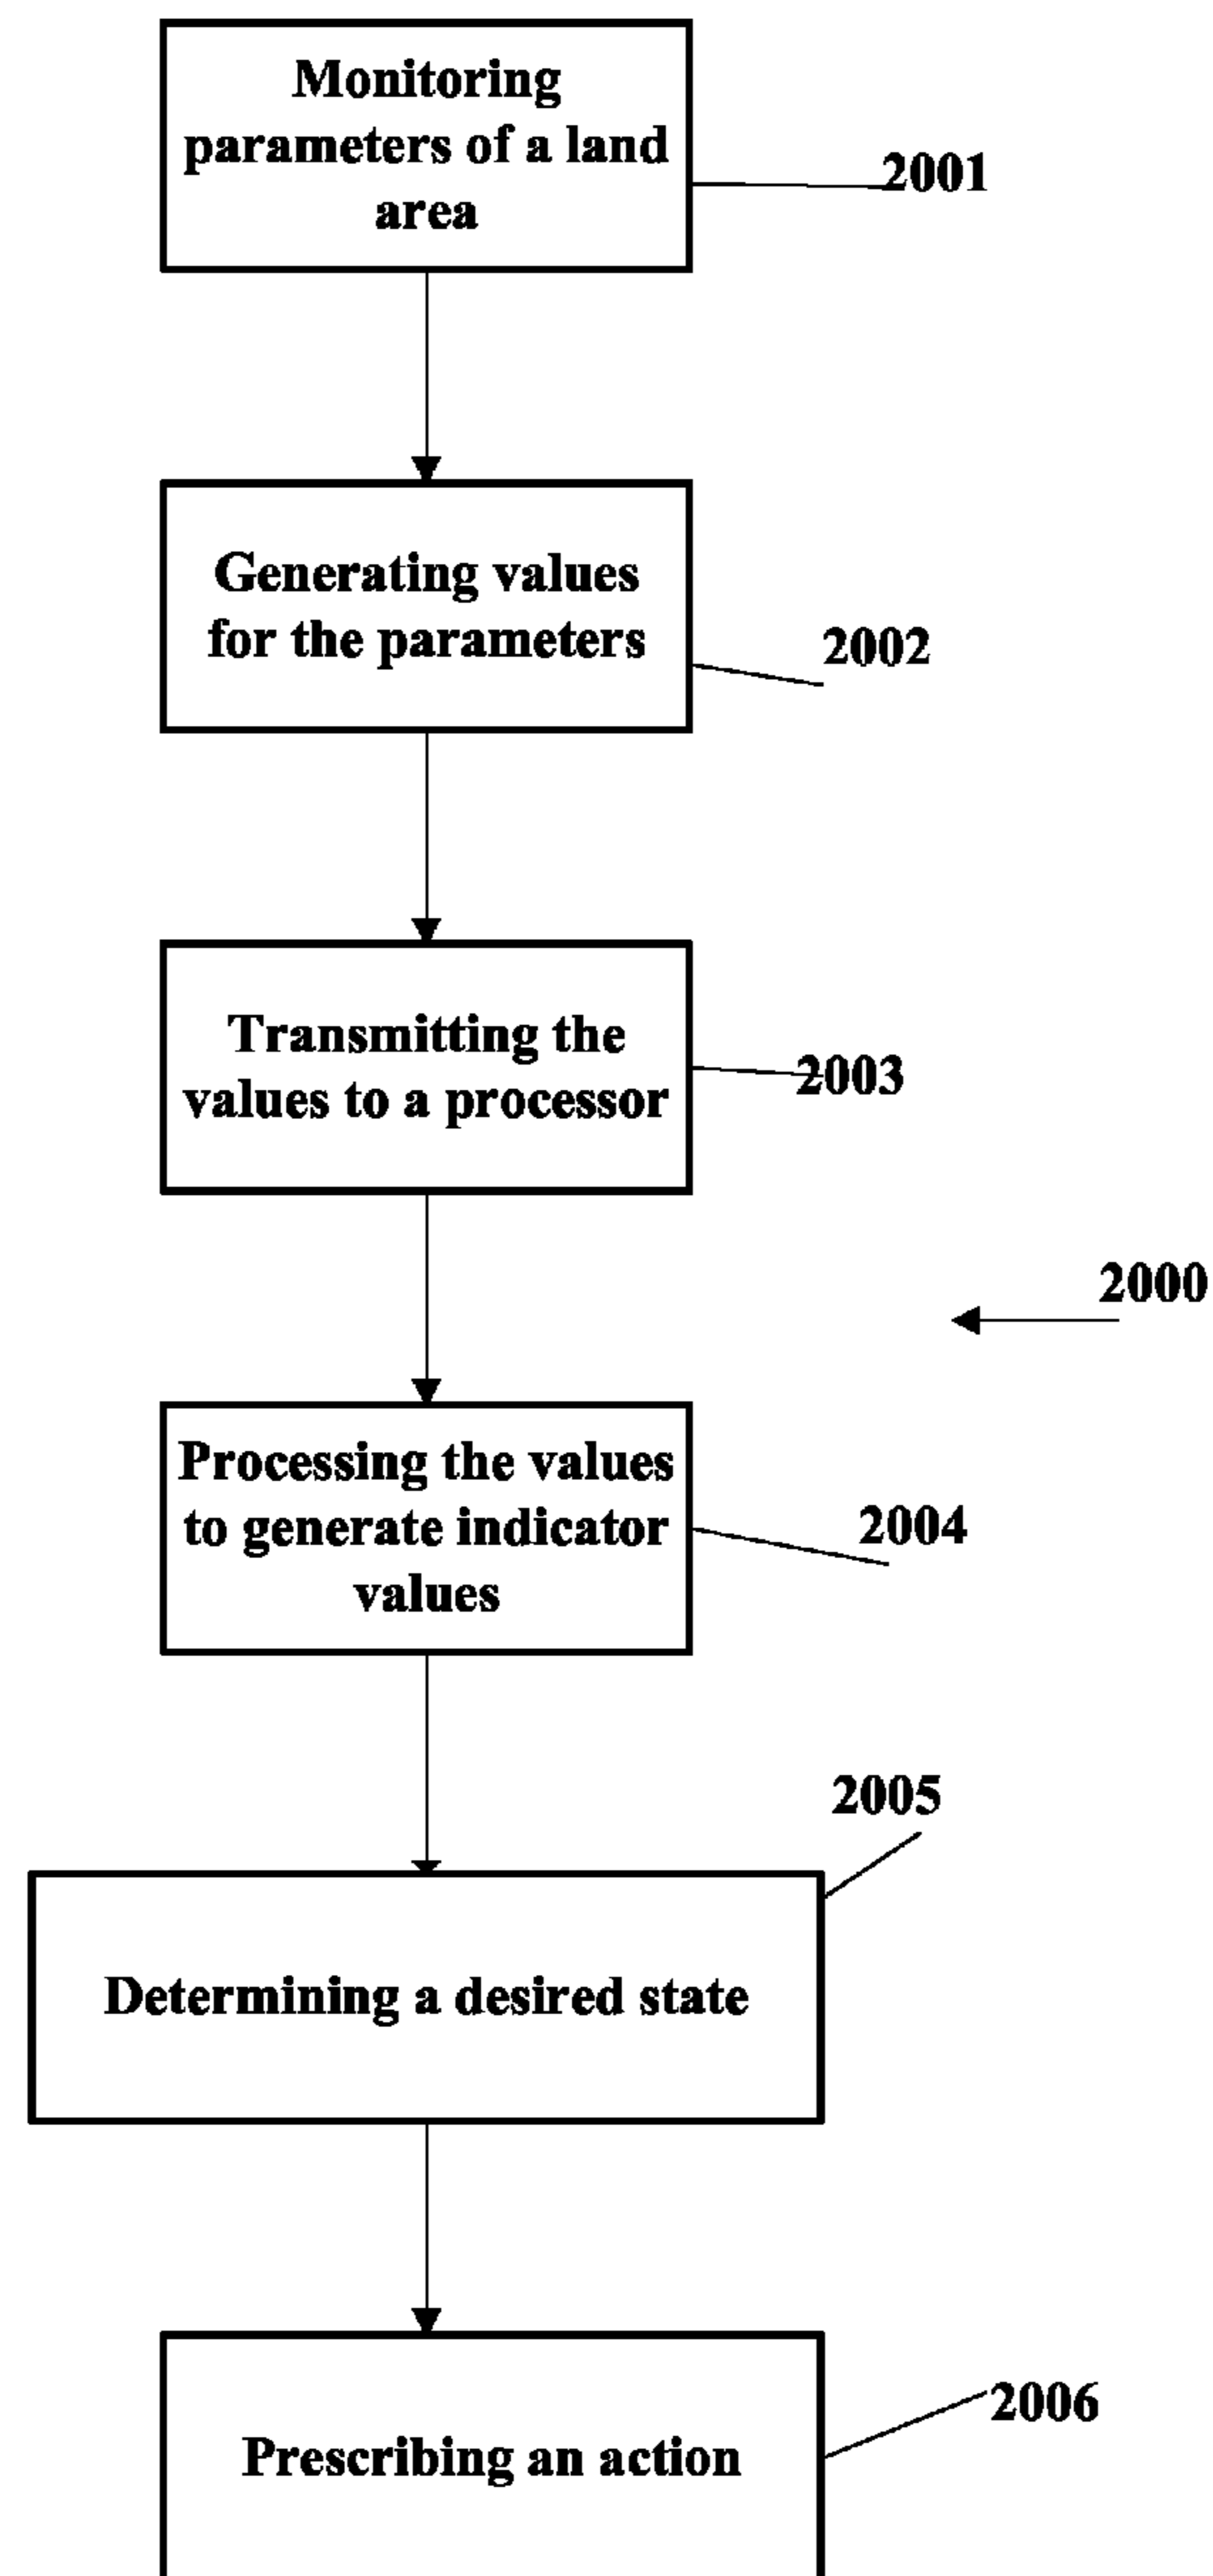 Monitoring
parameters of a land
area
2001
Generating values
for the parameters
2002
Transmitting the
values to a processor
2003
2000
Processing the values
to generate indicator
values
2004
2005
Determining a desired state
2006
Prescribing an action